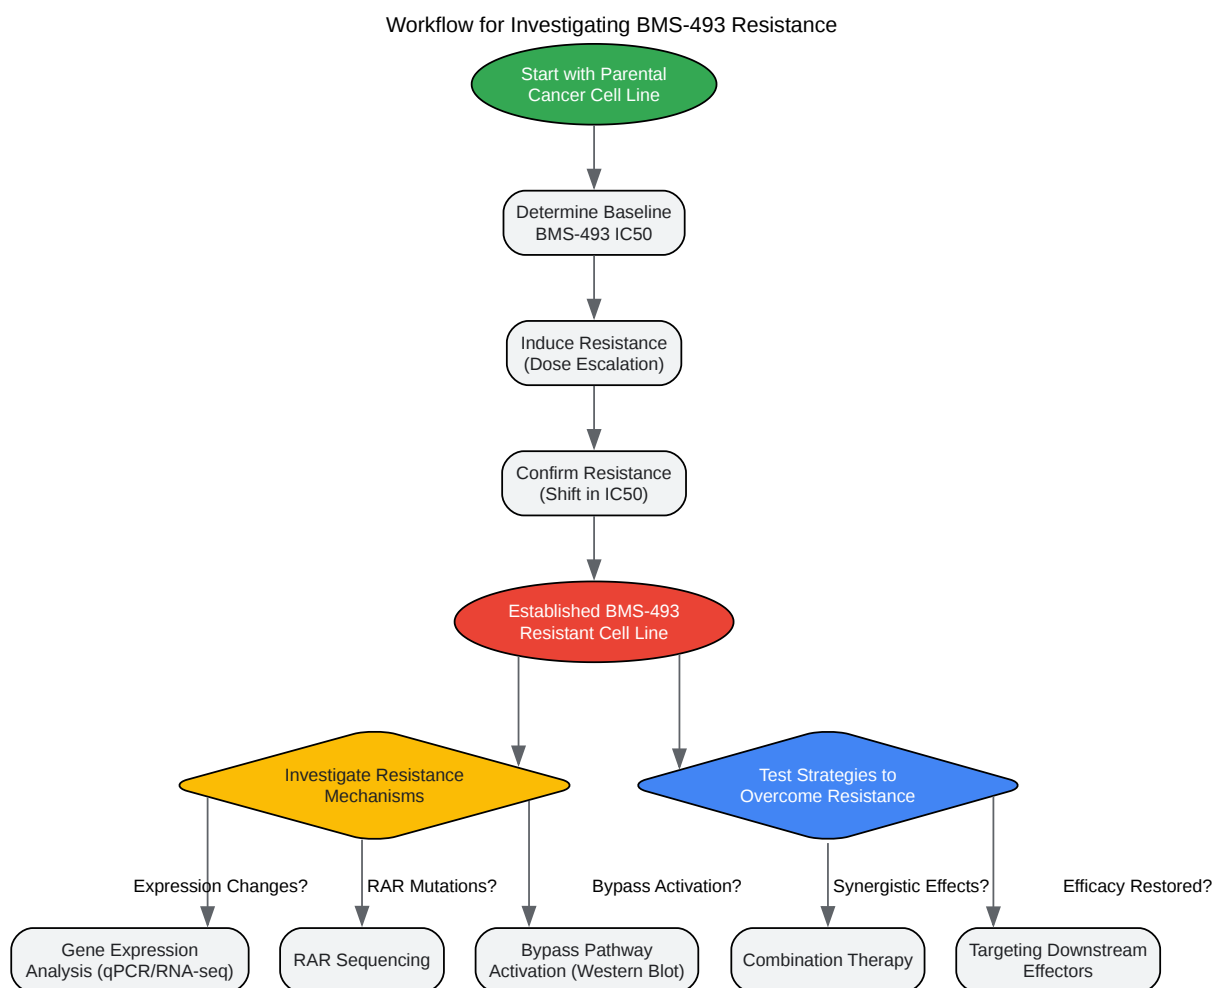 Workflow for Investigating BMS-493 Resistance
Start with Parental
Cancer Cell Line
Determine Baseline
BMS-493 IC50
Induce Resistance
(Dose Escalation)
Confirm Resistance
(Shift in IC50)
Established BMS-493
Resistant Cell Line
Investigate Resistance
Mechanisms
Test Strategies to
Overcome Resistance
Expression Changes?
RAR Mutations?
Bypass Activation?
Synergistic Effects?
Efficacy Restored?
Gene Expression
Analysis (qPCR/RNA-seq)
RAR Sequencing
Bypass Pathway
Activation (Western Blot)
Combination Therapy
Targeting Downstream
Effectors